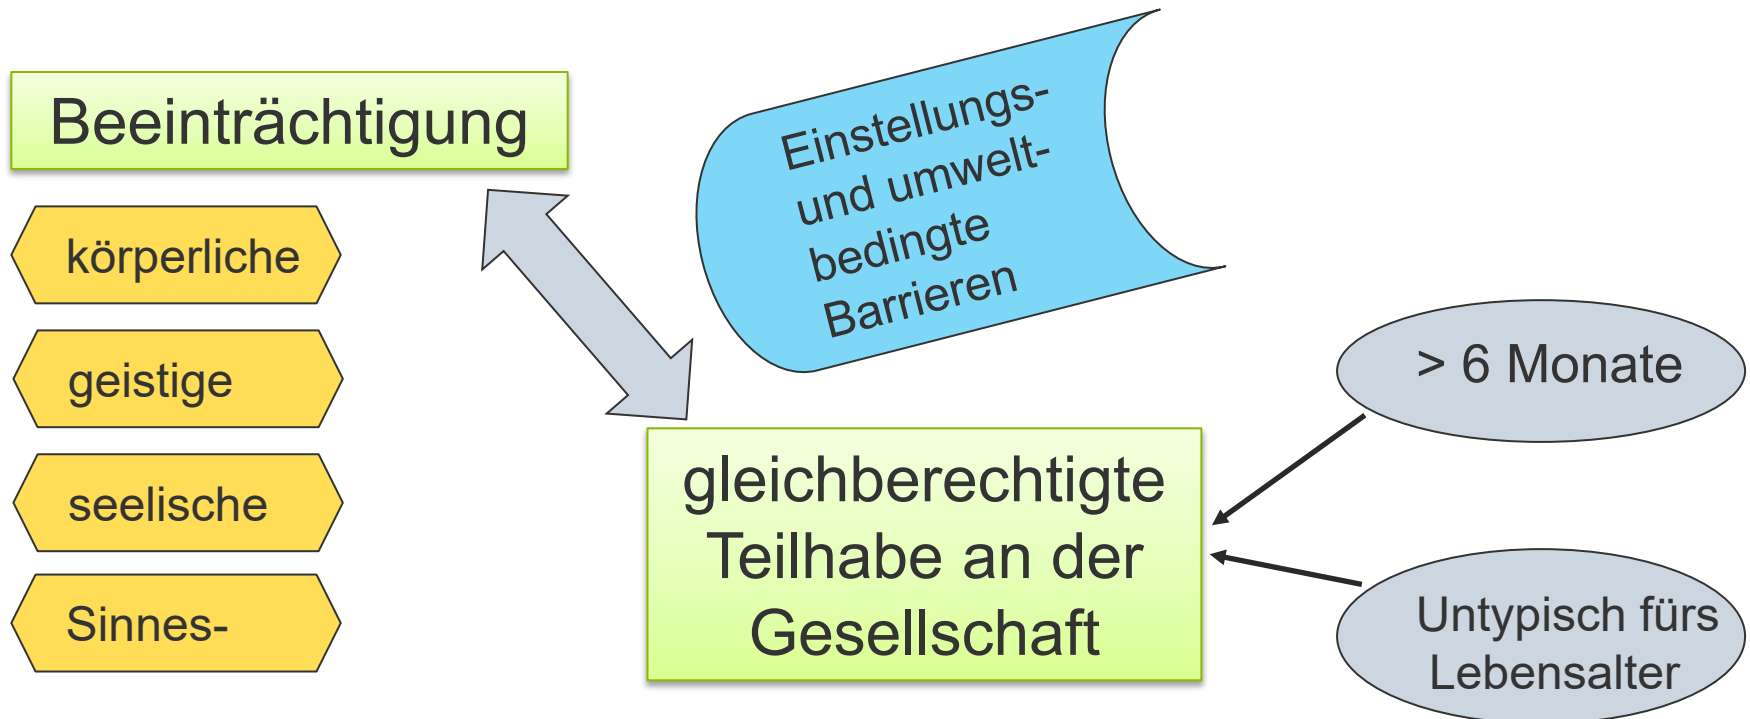 Beeinträchtigung
körperliche
geistige
seelische
Sinnes-
Einstellungs-
und umwelt-
bedingte
Barrieren
gleichberechtigte
Teilhabe an der
Gesellschaft
> 6 Monate
Untypisch fürs
Lebensalter